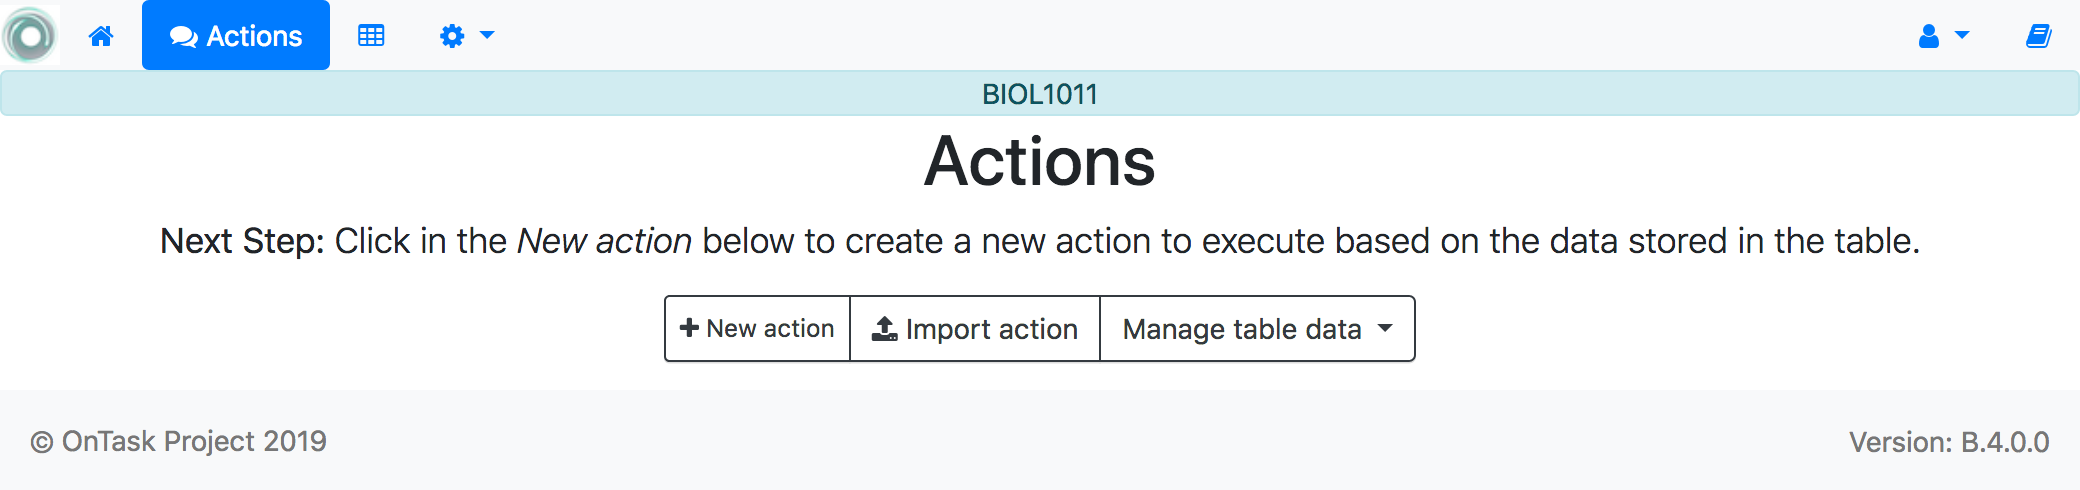 Actions
BIOL1011
Actions
Next Step: Click in the New action below to create a new action to execute based on the data stored in the table.
New action Import action Manage table data
© OnTask Project 2019 Version: B.4.0.0